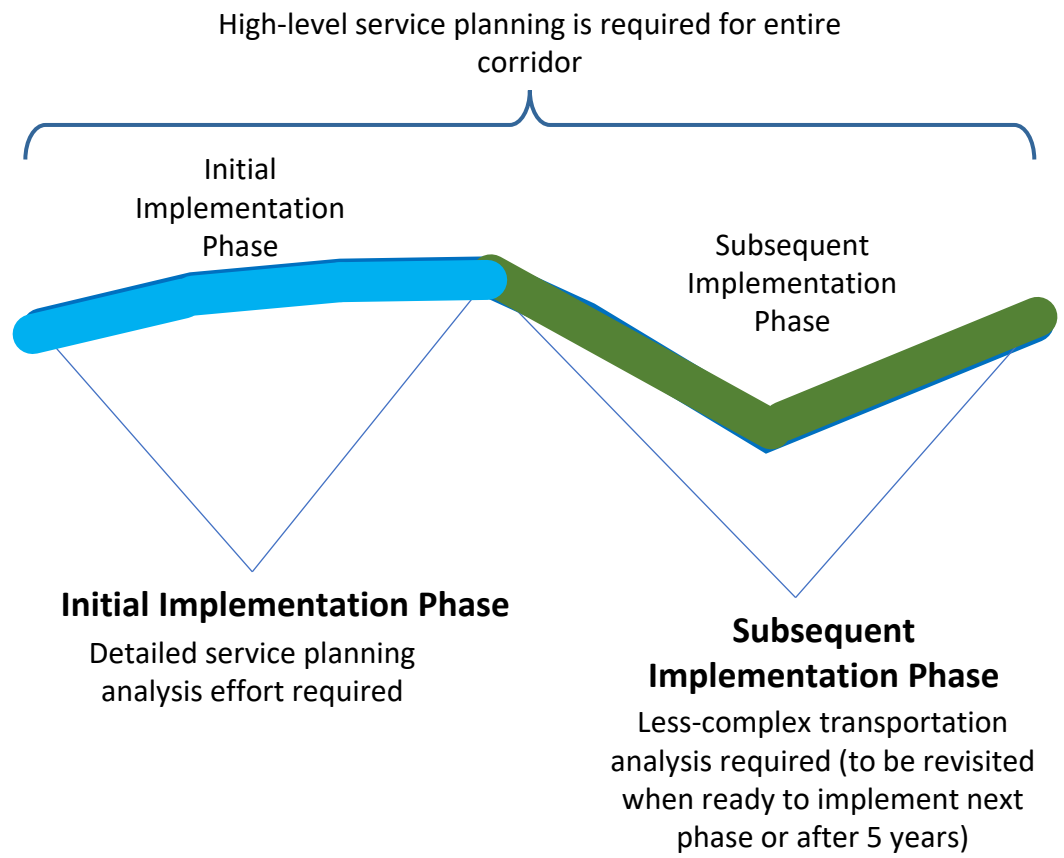 High-level service planning is required for entire
corridor
Initial
Implementation
Phase
Subsequent
Implementation
Phase
Initial Implementation Phase
Detailed service planning
analysis effort required
Subsequent
Implementation Phase
Less-complex transportation
analysis required (to be revisited
when ready to implement next
phase or after 5 years)